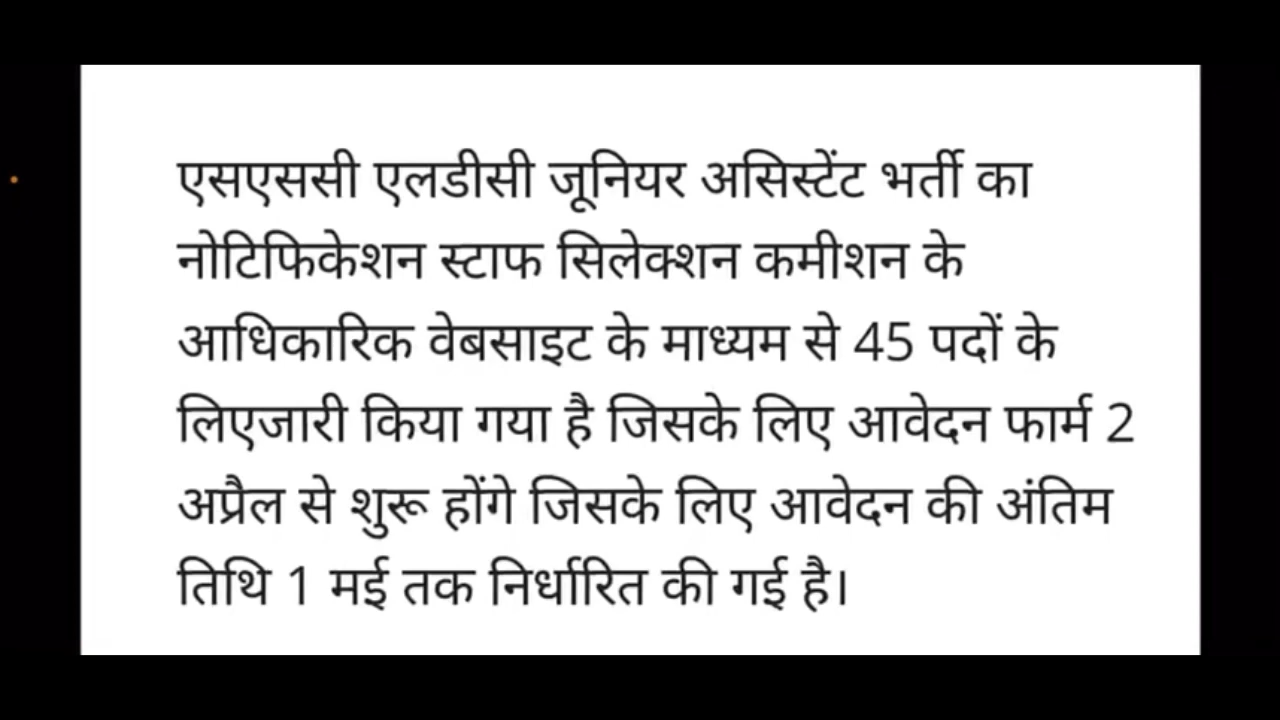 एसएससी एलडीसी जूनियर असिस्टेंट भर्ती का
नोटिफिकेशन स्टाफ सिलेक्शन कमीशन के
आधिकारिक वेबसाइट के माध्यम से 45 पदों के
लिएजारी किया गया है जिसके लिए आवेदन फार्म 2
अप्रैल से शुरू होंगे जिसके लिए आवेदन की अंतिम
तिथि 1 मई तक निर्धारित की गई है।